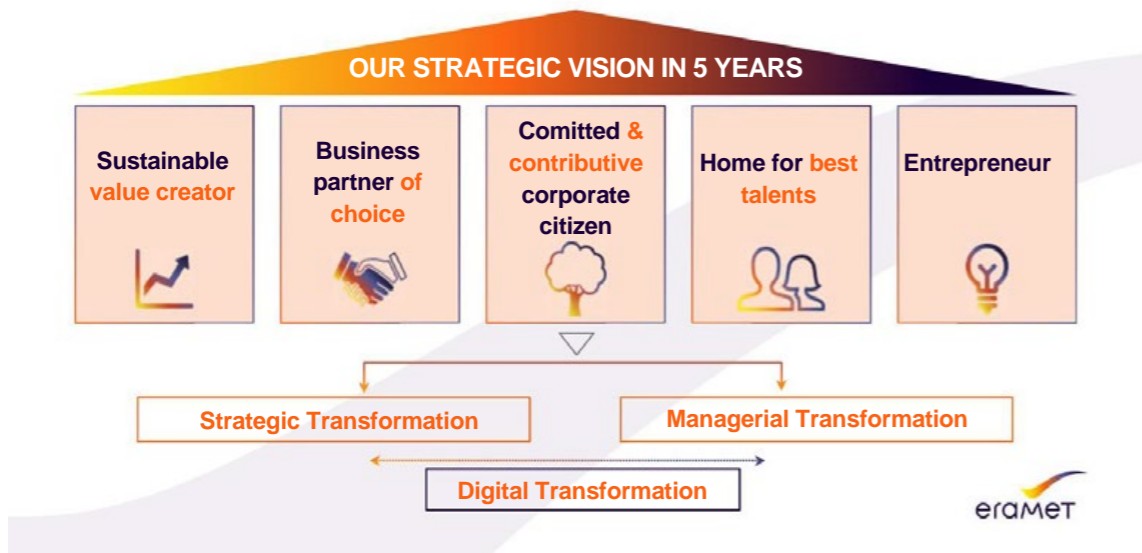 OUR STRATEGIC VISION IN 5 YEARS
Sustainable
value creator
Business
partner of
choice
Comitted &
contributive
corporate
citizen
Home for best
talents
Entrepreneur
Strategic Transformation
Managerial Transformation
Digital Transformation
eramet